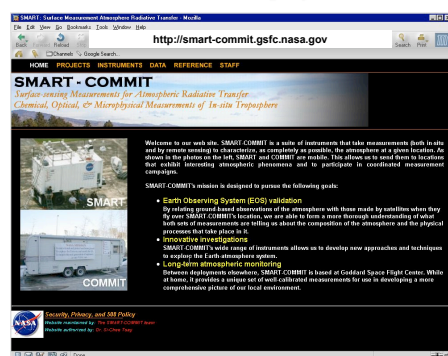 SMART: Surface Measurement Atmosphere Radiative Transfer - Mozilla
File Edit View Go Bookmarks Tools Window Help
Back Reload http://smart-commit.gsfc.nasa.gov Search Print
Channels Google Search...
HOME PROJECTS INSTRUMENTS DATA REFERENCE STAFF
SMART - COMMIT
Surface-sensing Measurements for Atmospheric Radiative Transfer
Chemical, Optical, & Microphysical Measurements of In-situ Troposphere
Welcome to our web site. SMART-COMMIT is a suite of instruments that take measurements (both in-situ
and by remote sensing) to characterize, as completely as possible, the atmosphere at a given location. As
shown in the photos on the left, SMART and COMMIT are mobile. This allows us to send them to locations
that exhibit interesting atmospheric phenomena and to participate in coordinated measurement
campaigns.
SMART-COMMIT's mission is designed to pursue the following goals:
• Earth Observing System (EOS) validation
By relating ground-based observations of the atmosphere with those made by satellites when they
fly over SMART-COMMIT's location, we are able to form a more thorough understanding of what
both sets of measurements are telling us about the composition of the atmosphere and the physical
processes that take place in it.
• Innovative investigations
SMART-COMMIT's wide range of instruments allows us to develop new approaches and techniques
to explore the Earth-atmosphere system.
• Long-term atmospheric monitoring
Between deployments elsewhere, SMART-COMMIT is based at Goddard Space Flight Center. While
at home, it provides a unique set of well-calibrated measurements for use in developing a more
comprehensive picture of our local environment.
SMART
COMMIT
NASA
Security, Privacy, and 508 Policy
Website maintained by: The SMART-COMMIT team
Website authorized by: Dr. Si-Chee Tsay
Done